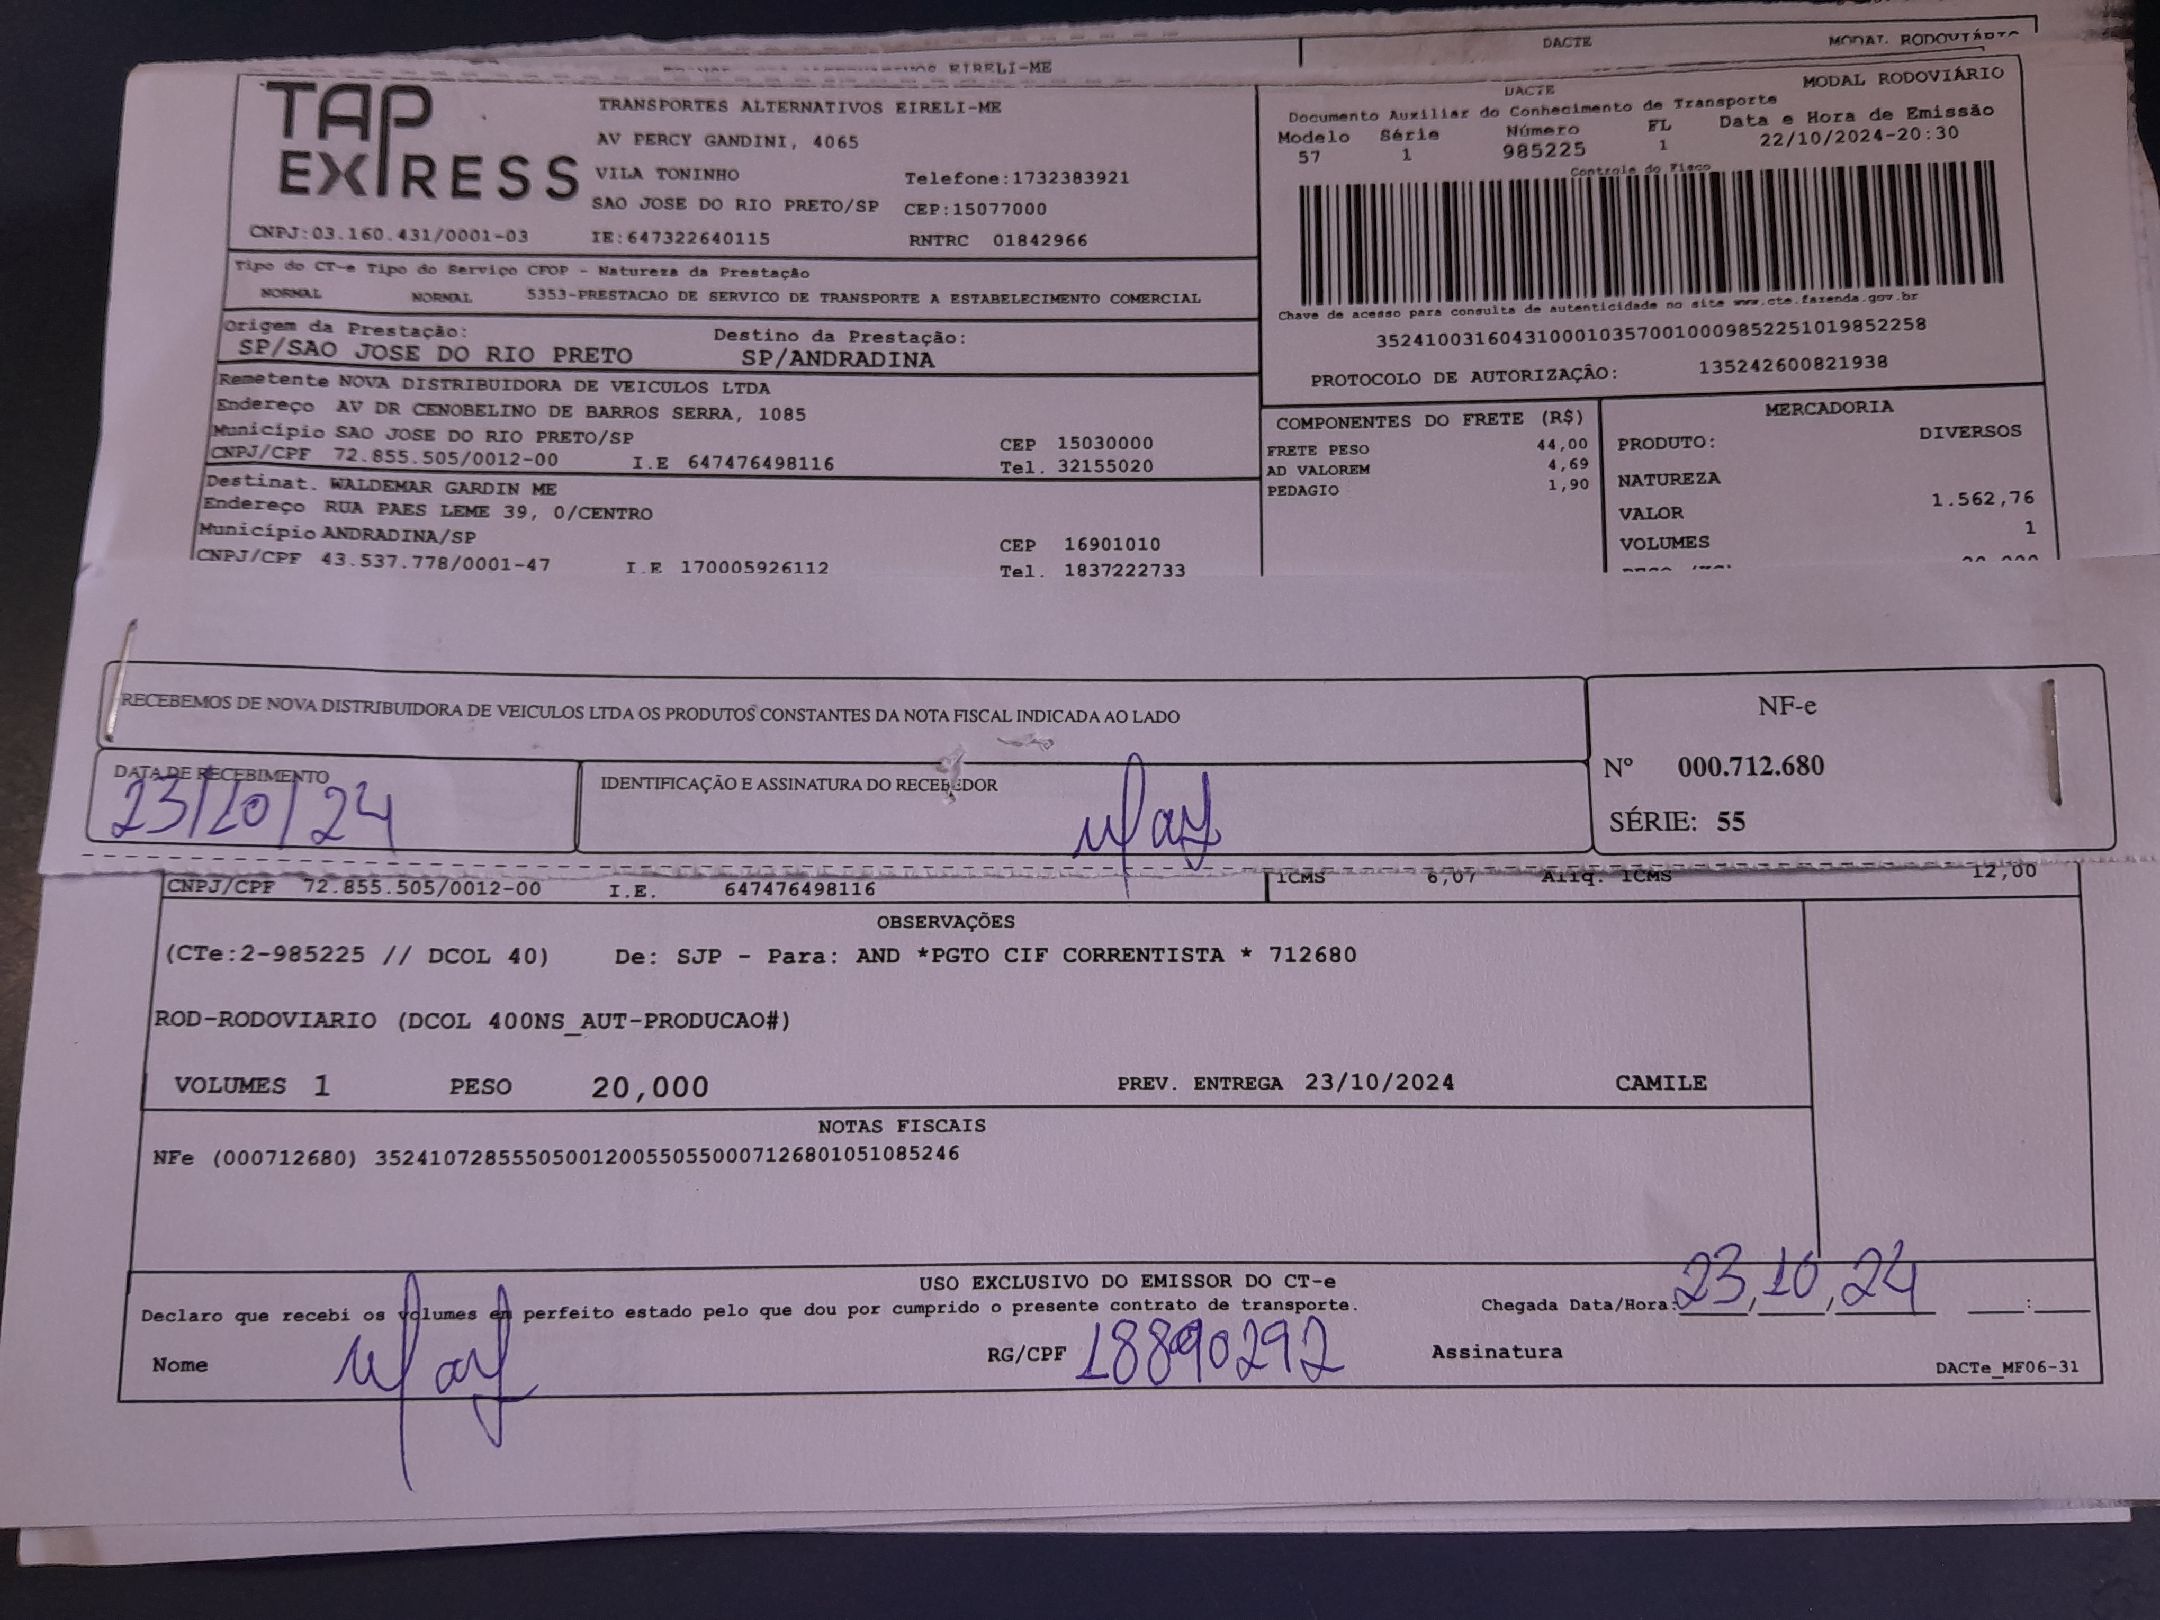 EIRELI-ME
DACTE
MODAL RODOVIÁRIO
TAP EXPRESS
TRANSPORTES ALTERNATIVOS EIRELI-ME
AV PERCY GANDINI, 4065
VILA TONINHO Telefone:1732383921
SAO JOSE DO RIO PRETO/SP CEP:15077000
CNPJ:03.160.431/0001-03 IE:647322640115 RNTRC 01842966
DACTE MODAL RODOVIÁRIO
Documento Auxiliar do Conhecimento de Transporte
Modelo Série Número FL Data e Hora de Emissão
57 1 985225 1 22/10/2024-20:30
Controle do Fisco
Chave de acesso para consulta de autenticidade no site www.cte.fazenda.gov.br
35241003160431000103570010009852251019852258
PROTOCOLO DE AUTORIZAÇÃO: 135242600821938
Tipo do CT-e Tipo do Serviço CFOP - Natureza da Prestação
NORMAL NORMAL 5353-PRESTACAO DE SERVICO DE TRANSPORTE A ESTABELECIMENTO COMERCIAL
Origem da Prestação: Destino da Prestação:
SP/SAO JOSE DO RIO PRETO SP/ANDRADINA
Remetente NOVA DISTRIBUIDORA DE VEICULOS LTDA
Endereço AV DR CENOBELINO DE BARROS SERRA, 1085
Município SAO JOSE DO RIO PRETO/SP CEP 15030000
CNPJ/CPF 72.855.505/0012-00 I.E 647476498116 Tel. 32155020
Destinat. WALDEMAR GARDIN ME
Endereço RUA PAES LEME 39, 0/CENTRO
Município ANDRADINA/SP CEP 16901010
CNPJ/CPF 43.537.778/0001-47 I.E 170005926112 Tel. 1837222733
COMPONENTES DO FRETE (R$)
FRETE PESO 44,00
AD VALOREM 4,69
PEDAGIO 1,90
MERCADORIA
PRODUTO: DIVERSOS
NATUREZA
VALOR 1.562,76
VOLUMES 1
RECEBEMOS DE NOVA DISTRIBUIDORA DE VEICULOS LTDA OS PRODUTOS CONSTANTES DA NOTA FISCAL INDICADA AO LADO
DATA DE RECEBIMENTO
23/10/24
IDENTIFICAÇÃO E ASSINATURA DO RECEBEDOR
NF-e
Nº 000.712.680
SÉRIE: 55
CNPJ/CPF 72.855.505/0012-00 I.E. 647476498116
ICMS 6,07 Aliq. ICMS 12,00
OBSERVAÇÕES
(CTe:2-985225 // DCOL 40) De: SJP - Para: AND *PGTO CIF CORRENTISTA * 712680
ROD-RODOVIARIO (DCOL 400NS_AUT-PRODUCAO#)
VOLUMES 1 PESO 20,000 PREV. ENTREGA 23/10/2024 CAMILE
NOTAS FISCAIS
NFe (000712680) 35241072855505001200550550007126801051085246
USO EXCLUSIVO DO EMISSOR DO CT-e
Declaro que recebi os volumes em perfeito estado pelo que dou por cumprido o presente contrato de transporte. Chegada Data/Hora: 23/10/24 __:__
Nome RG/CPF 18890292 Assinatura
DACTe_MF06-31